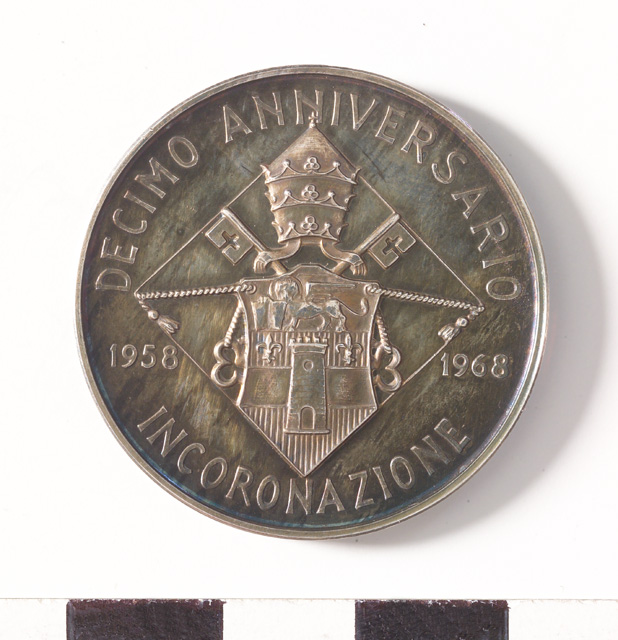 DECIMO ANNIVERSARIO
1958 1968
INCORONAZIONE